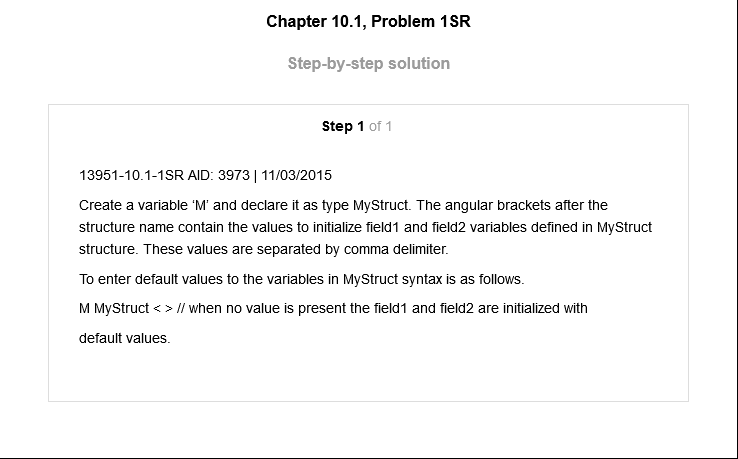 Chapter 10.1, Problem 1SR
Step-by-step solution
Step 1 of 1
13951-10.1-1SR AID: 3973 | 11/03/2015
Create a variable ‘M’ and declare it as type MyStruct. The angular brackets after the
structure name contain the values to initialize field1 and field2 variables defined in MyStruct
structure. These values are separated by comma delimiter.
To enter default values to the variables in MyStruct syntax is as follows.
M MyStruct < > // when no value is present the field1 and field2 are initialized with
default values.